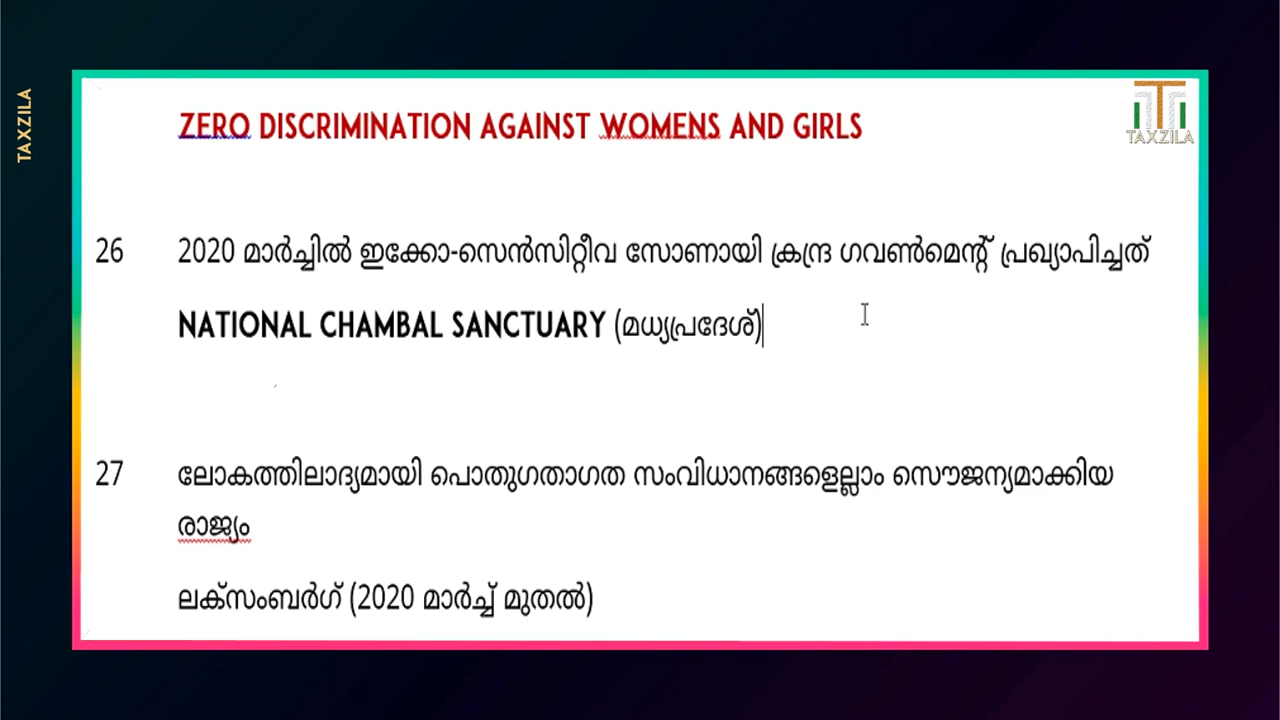 TAXZILA
TAXZILA
ZERO DISCRIMINATION AGAINST WOMENS AND GIRLS
26 2020 മാർച്ചിൽ ഇക്കോ-സെൻസിറ്റീവ സോണായി ക്രന്ദ്ര ഗവൺമെന്റ് പ്രഖ്യാപിച്ചത്
NATIONAL CHAMBAL SANCTUARY (മധ്യപ്രദേശ്)
27 ലോകത്തിലാദ്യമായി പൊതുഗതാഗത സംവിധാനങ്ങളെല്ലാം സൌജന്യമാക്കിയ
രാജ്യം
ലക്സംബർഗ് (2020 മാർച്ച് മുതൽ)